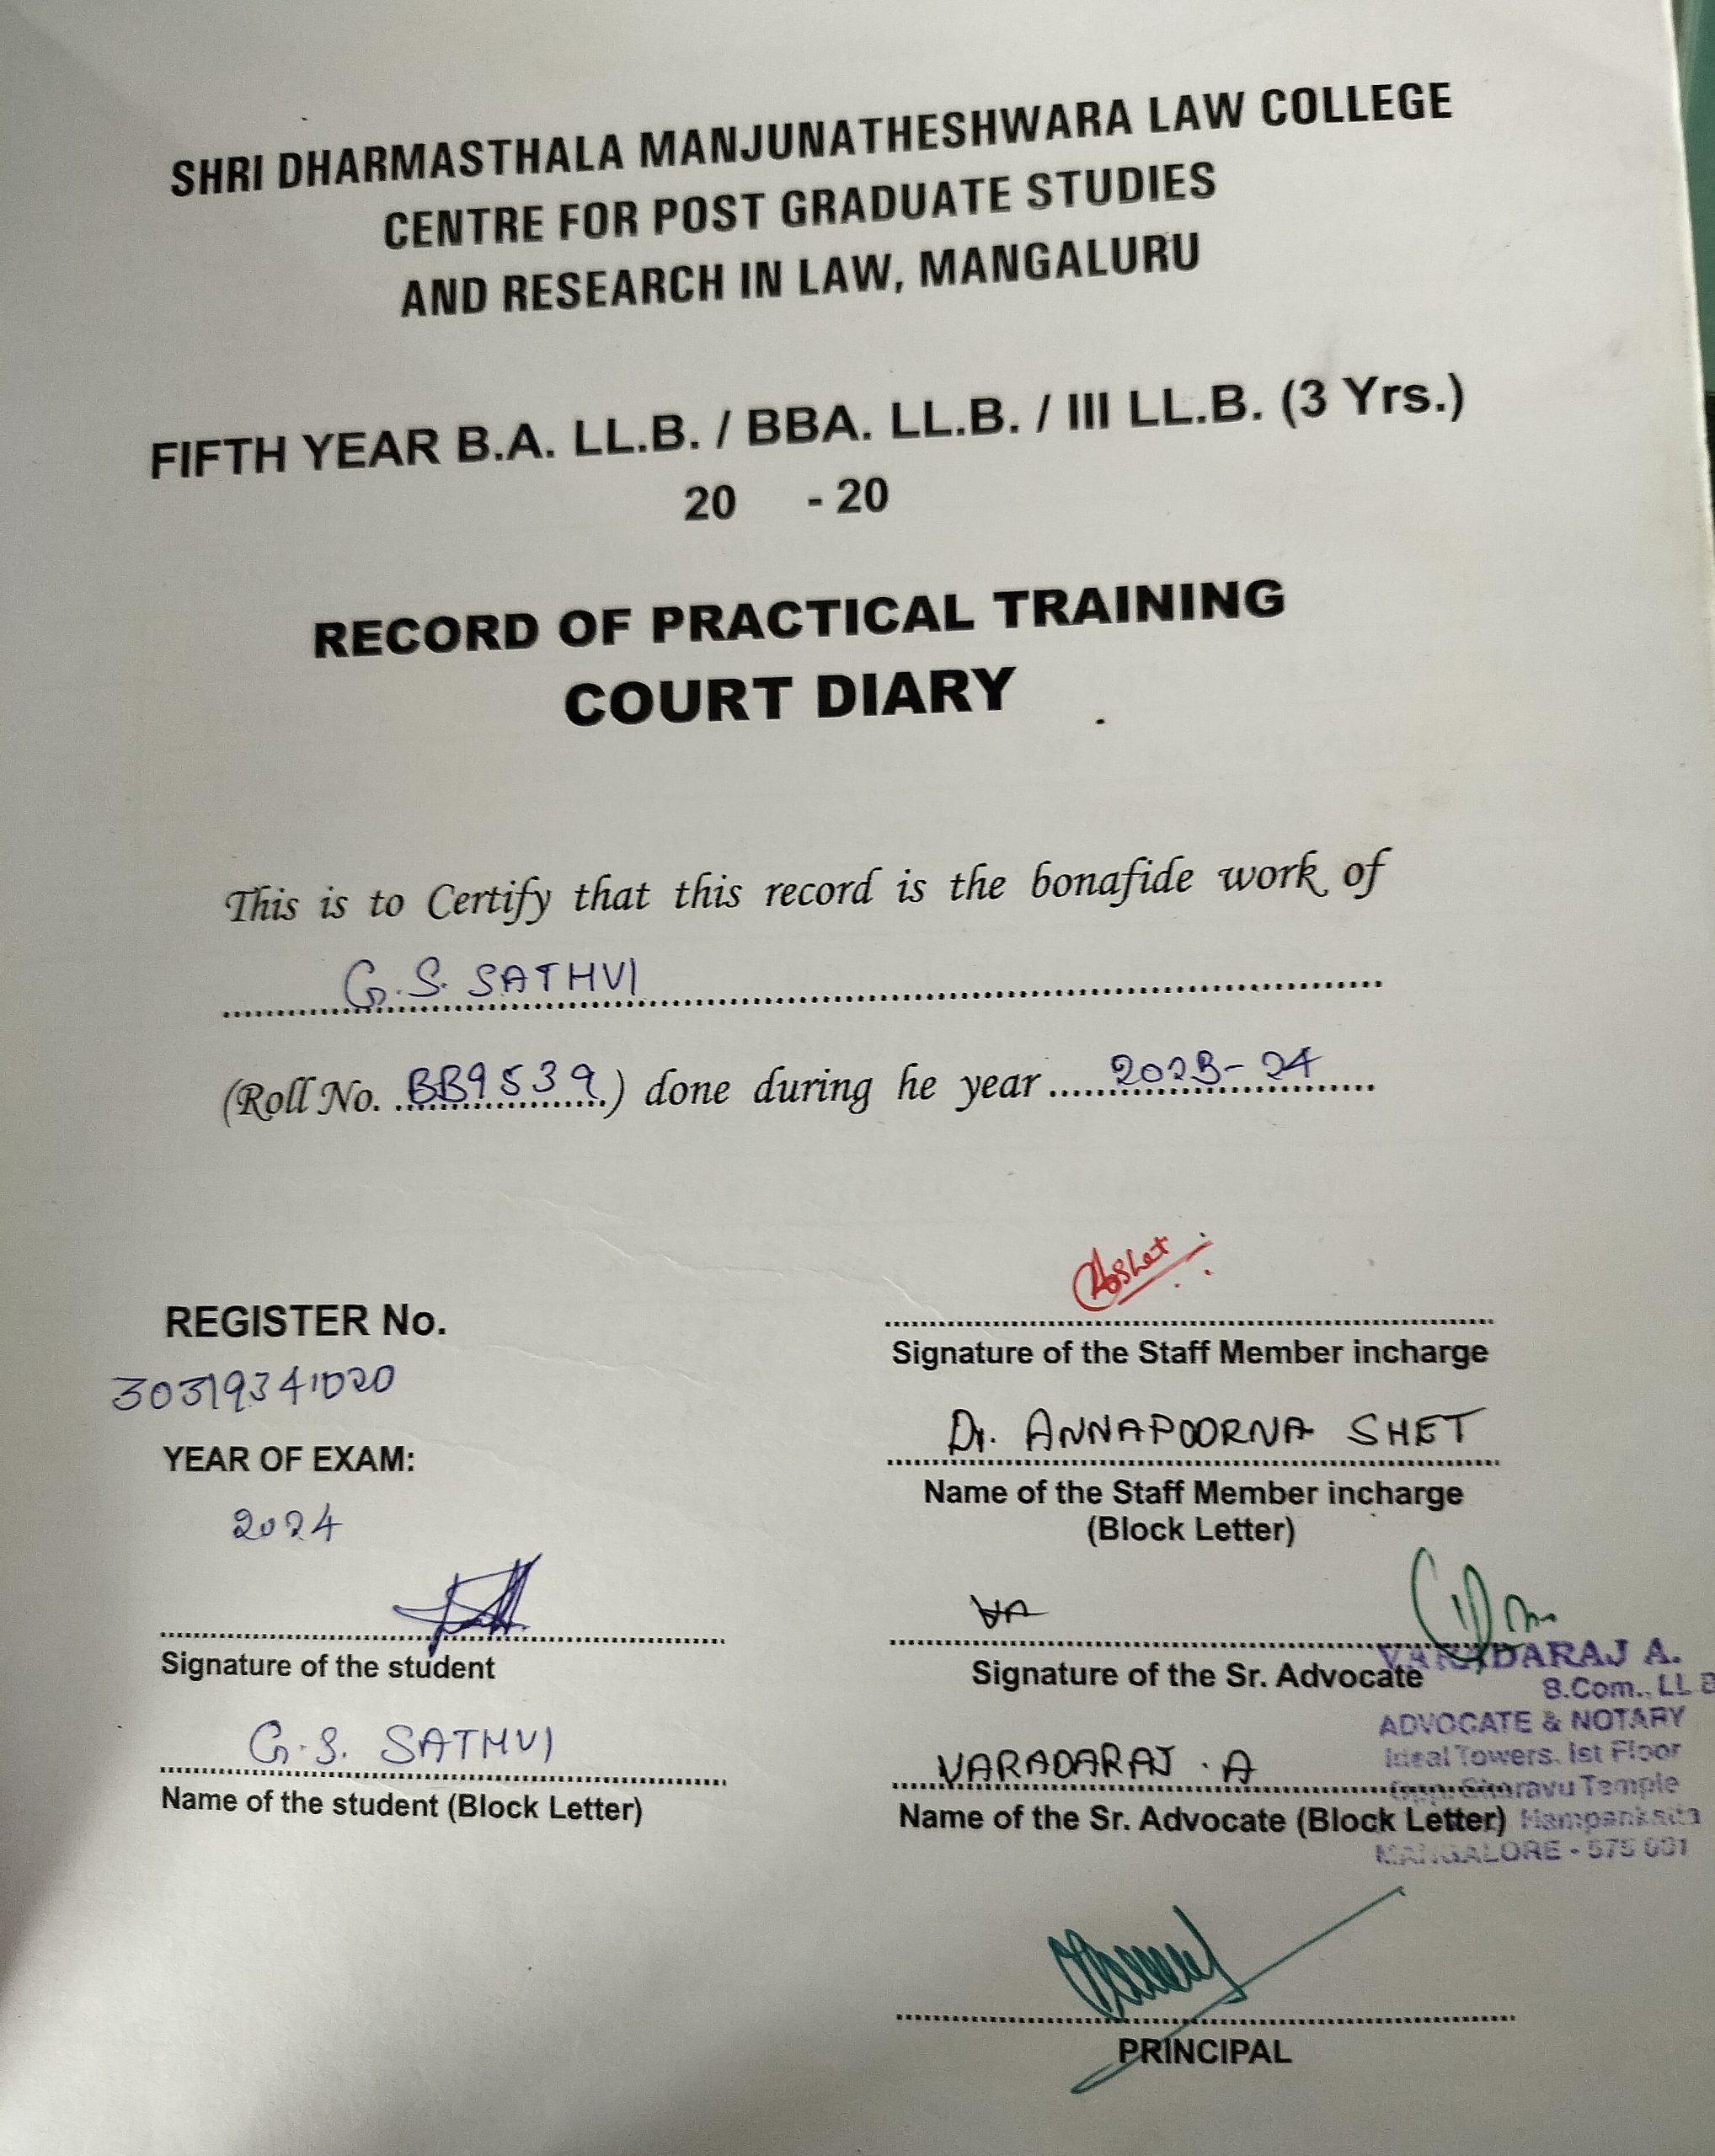 SHRI DHARMASTHALA MANJUNATHESHWARA LAW COLLEGE
CENTRE FOR POST GRADUATE STUDIES
AND RESEARCH IN LAW, MANGALURU
FIFTH YEAR B.A. LL.B. / BBA. LL.B. / III LL.B. (3 Yrs.)
20 - 20
RECORD OF PRACTICAL TRAINING
COURT DIARY
This is to Certify that this record is the bonafide work of
G.S. SATHVI
(Roll No. BB9539) done during he year 2023-24
REGISTER No.
30319341020
YEAR OF EXAM:
2024
Signature of the student
G.S. SATHVI
Name of the student (Block Letter)
Signature of the Staff Member incharge
Dr. ANNAPOORNA SHET
Name of the Staff Member incharge
(Block Letter)
VA
Signature of the Sr. Advocate
VARADARAJ .A
Name of the Sr. Advocate (Block Letter)
VARADARAJ A.
B.Com., LL B
ADVOCATE & NOTARY
Ideal Towers, Ist Floor
Opp. Sharavu Temple
Hampankatta
MANGALORE - 575 001
PRINCIPAL